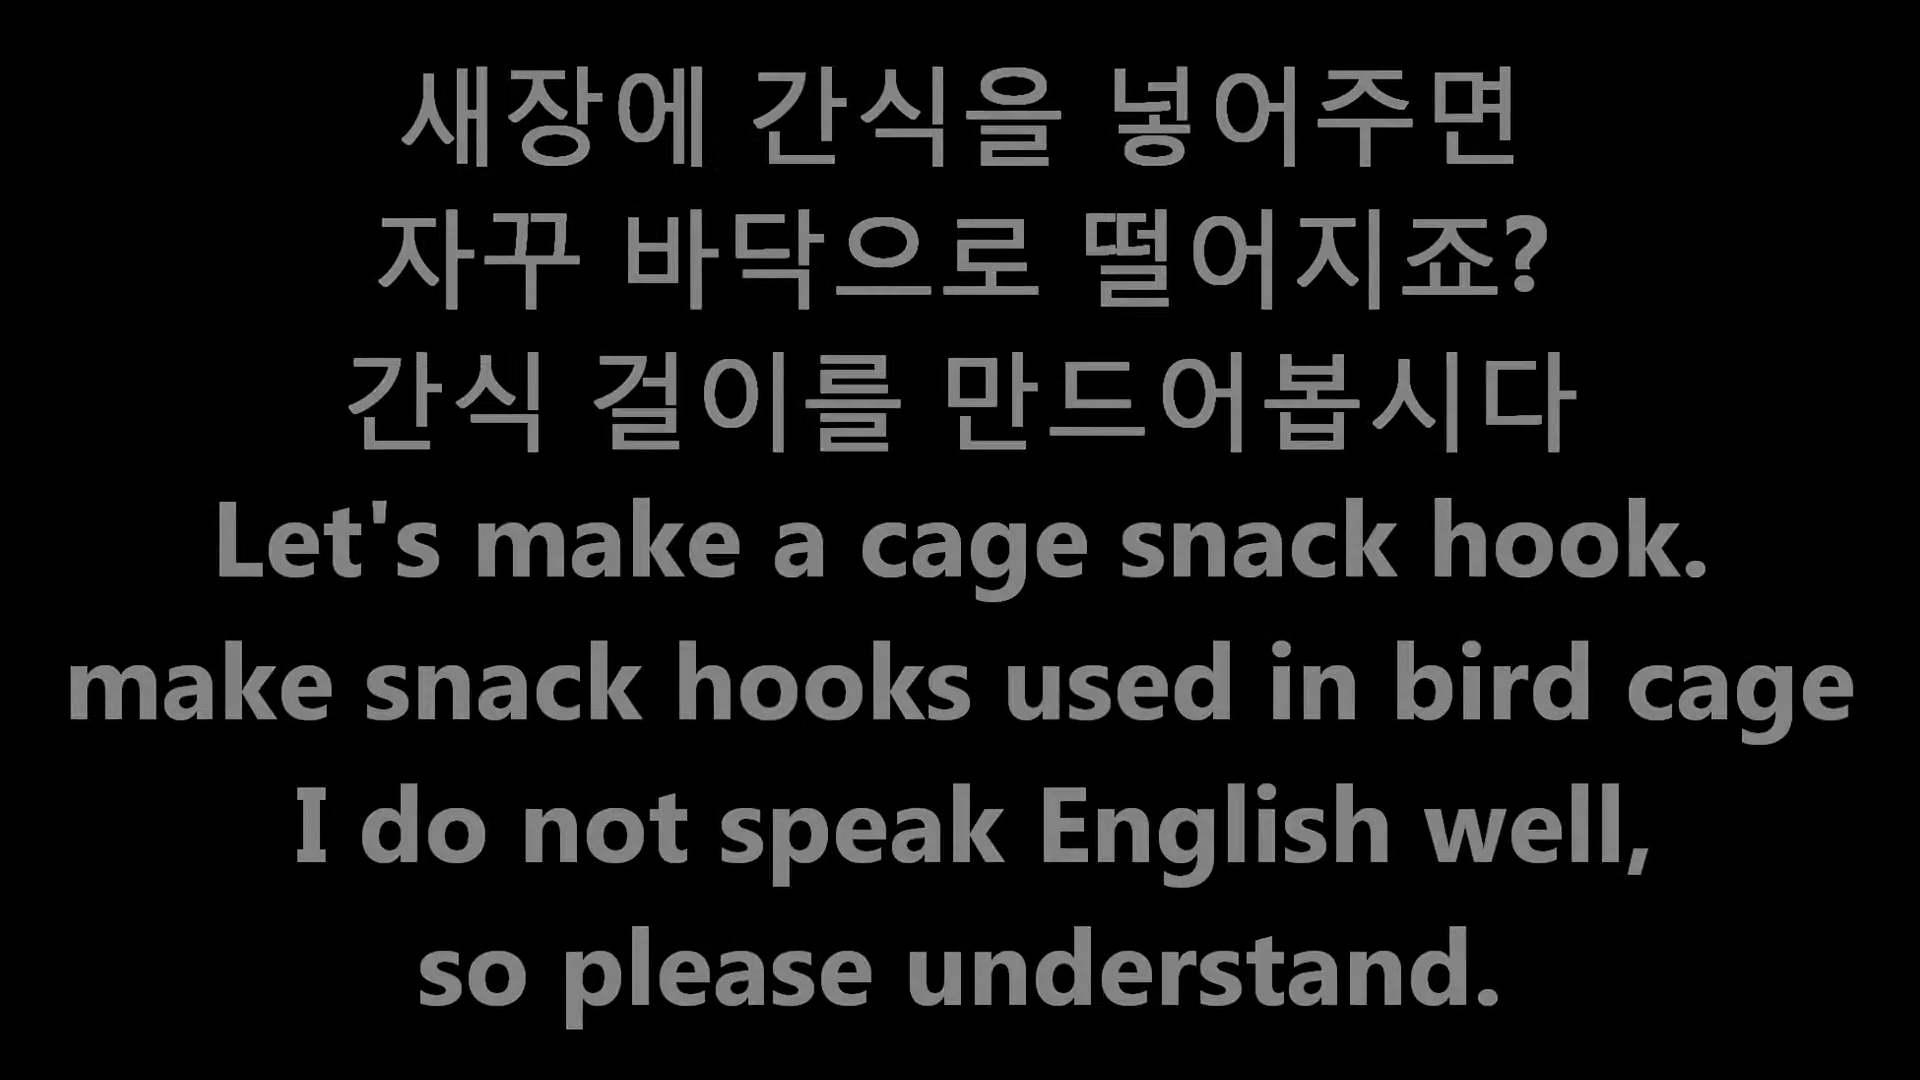 새장에 간식을 넣어주면
자꾸 바닥으로 떨어지죠?
간식 걸이를 만드어봅시다
Let's make a cage snack hook.
make snack hooks used in bird cage
I do not speak English well,
so please understand.